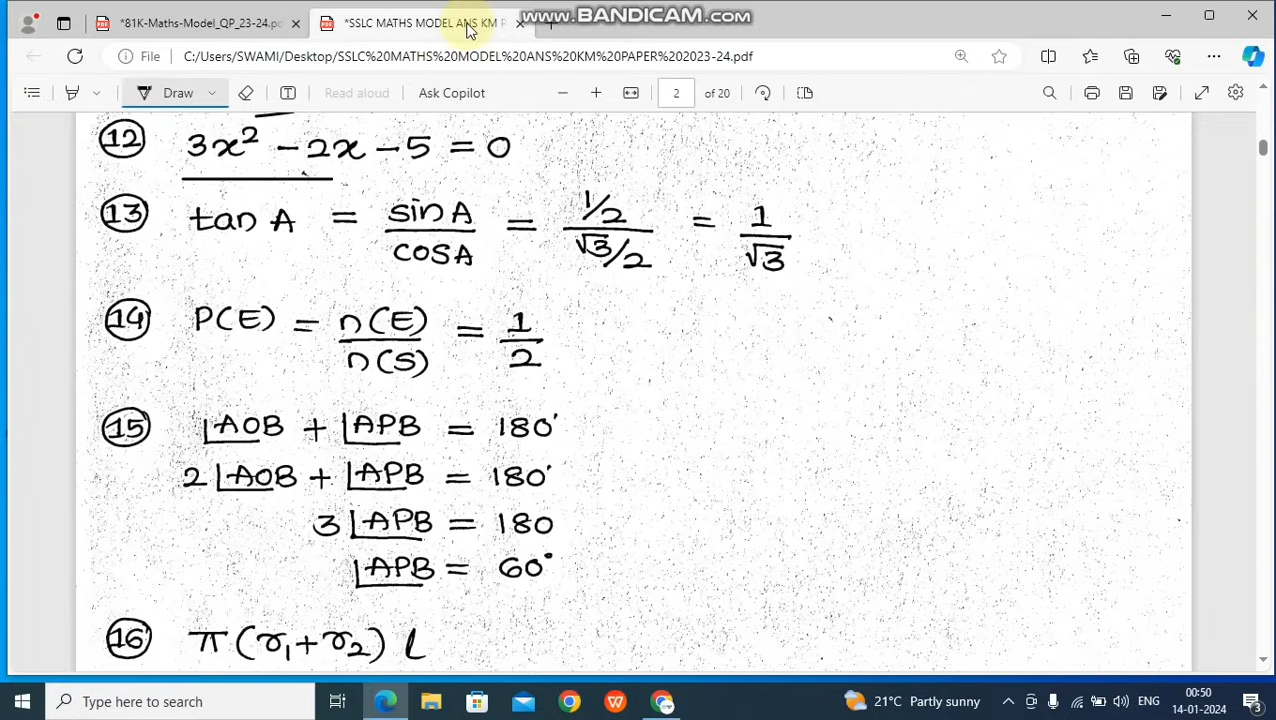 www.BANDICAM.com
*81K-Maths-Model_QP_23-24.pd
*SSLC MATHS MODEL ANS KM P
File
C:/Users/SWAMI/Desktop/SSLC%20MATHS%20MODEL%20ANS%20KM%20PAPER%202023-24.pdf
Draw
Read aloud
Ask Copilot
2 of 20
12 3x² - 2x - 5 = 0
13 tan A = sin A / cos A = 1/2 / √3/2 = 1/√3
14 P(E) = n(E) / n(S) = 1/2
15 ∠AOB + ∠APB = 180°
2∠AOB + ∠APB = 180°
3∠APB = 180
∠APB = 60°
16 π(r₁+r₂) l
Type here to search
21°C Partly sunny
ENG
00:50
14-01-2024
3